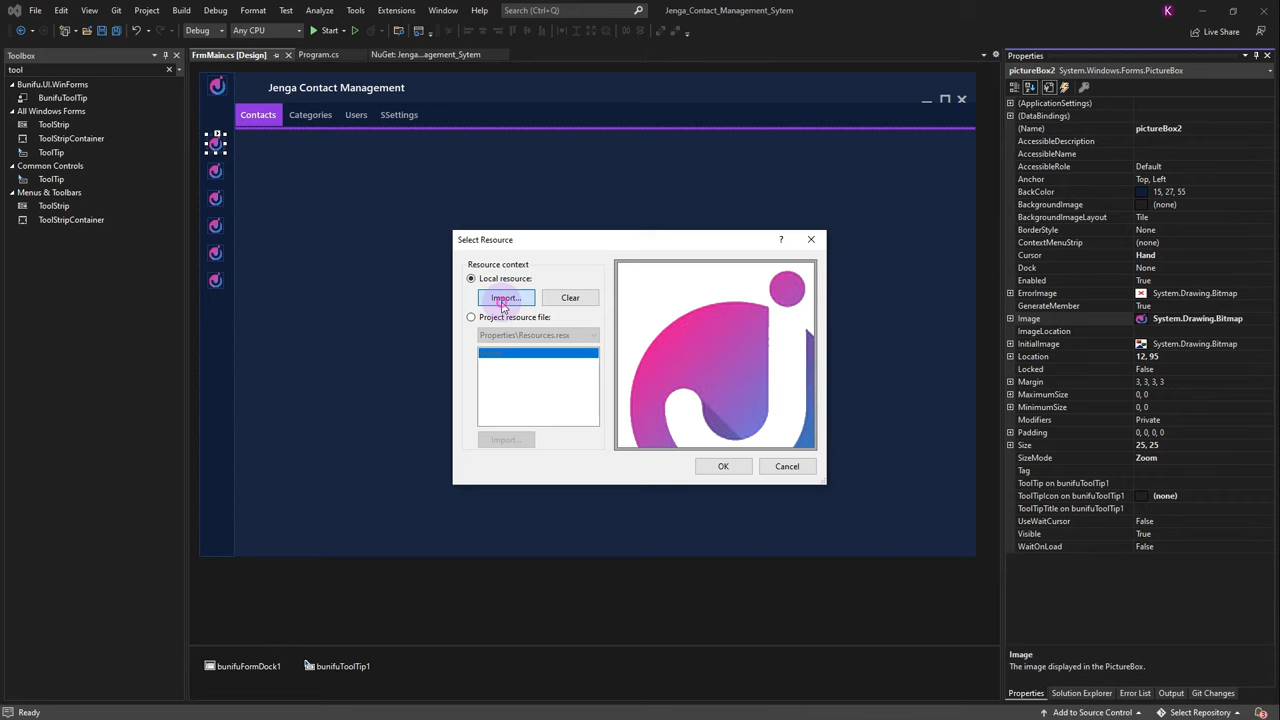 File Edit View Git Project Build Debug Format Test Analyze Tools Extensions Window Help Search (Ctrl+Q) Jenga_Contact_Management_Sytem K
Debug Any CPU Start Live Share
Toolbox
tool
Bunifu.UI.WinForms
BunifuToolTip
All Windows Forms
ToolStrip
ToolStripContainer
ToolTip
Common Controls
ToolTip
Menus & Toolbars
ToolStrip
ToolStripContainer
FrmMain.cs [Design] Program.cs NuGet: Jenga...agement_Sytem
Jenga Contact Management
Contacts Categories Users SSettings
Select Resource ?
Resource context
Local resource:
Import... Clear
Project resource file:
Properties\Resources.resx
Import...
OK Cancel
bunifuFormDock1 bunifuToolTip1
Properties
pictureBox2 System.Windows.Forms.PictureBox
(ApplicationSettings)
(DataBindings)
(Name) pictureBox2
AccessibleDescription
AccessibleName
AccessibleRole Default
Anchor Top, Left
BackColor 15, 27, 55
BackgroundImage (none)
BackgroundImageLayout Tile
BorderStyle None
ContextMenuStrip (none)
Cursor Hand
Dock None
Enabled True
ErrorImage System.Drawing.Bitmap
GenerateMember True
Image System.Drawing.Bitmap
ImageLocation
InitialImage System.Drawing.Bitmap
Location 12, 95
Locked False
Margin 3, 3, 3, 3
MaximumSize 0, 0
MinimumSize 0, 0
Modifiers Private
Padding 0, 0, 0, 0
Size 25, 25
SizeMode Zoom
Tag
ToolTip on bunifuToolTip1
ToolTipIcon on bunifuToolTip1 (none)
ToolTipTitle on bunifuToolTip1
UseWaitCursor False
Visible True
WaitOnLoad False
Image
The image displayed in the PictureBox.
Properties Solution Explorer Error List Output Git Changes
Ready Add to Source Control Select Repository